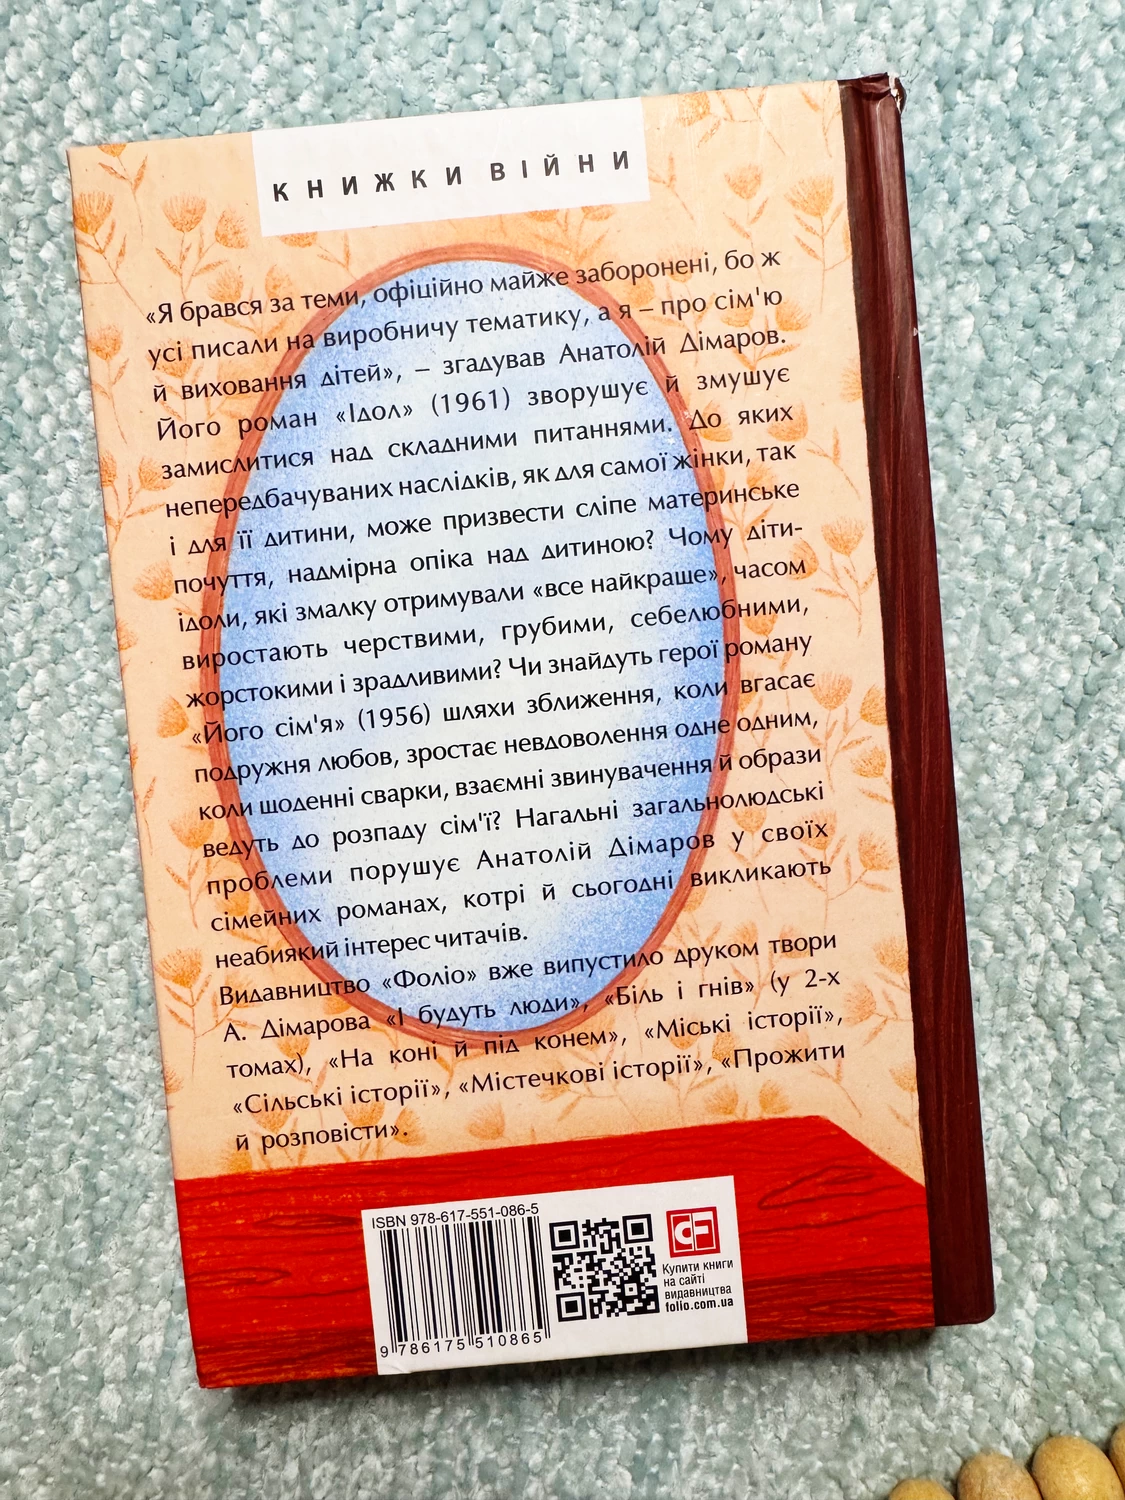 КНИЖКИ ВІЙНИ
«Я брався за теми, офіційно майже заборонені, бо ж
усі писали на виробничу тематику, а я – про сім'ю
й виховання дітей», – згадував Анатолій Дімаров.
Його роман «Ідол» (1961) зворушує й змушує
замислитися над складними питаннями. До яких
непередбачуваних наслідків, як для самої жінки, так
і для її дитини, може призвести сліпе материнське
почуття, надмірна опіка над дитиною? Чому діти-
ідоли, які змалку отримували «все найкраще», часом
виростають черствими, грубими, себелюбними,
жорстокими і зрадливими? Чи знайдуть герої роману
«Його сім'я» (1956) шляхи зближення, коли вгасає
подружня любов, зростає невдоволення одне одним,
коли щоденні сварки, взаємні звинувачення й образи
ведуть до розпаду сім'ї? Нагальні загальнолюдські
проблеми порушує Анатолій Дімаров у своїх
сімейних романах, котрі й сьогодні викликають
неабиякий інтерес читачів.
Видавництво «Фоліо» вже випустило друком твори
А. Дімарова «І будуть люди», «Біль і гнів» (у 2-х
томах), «На коні й під конем», «Міські історії»,
«Сільські історії», «Містечкові історії», «Прожити
й розповісти».
ISBN 978-617-551-086-5
9 786175 510865
Купити книги
на сайті
видавництва
folio.com.ua